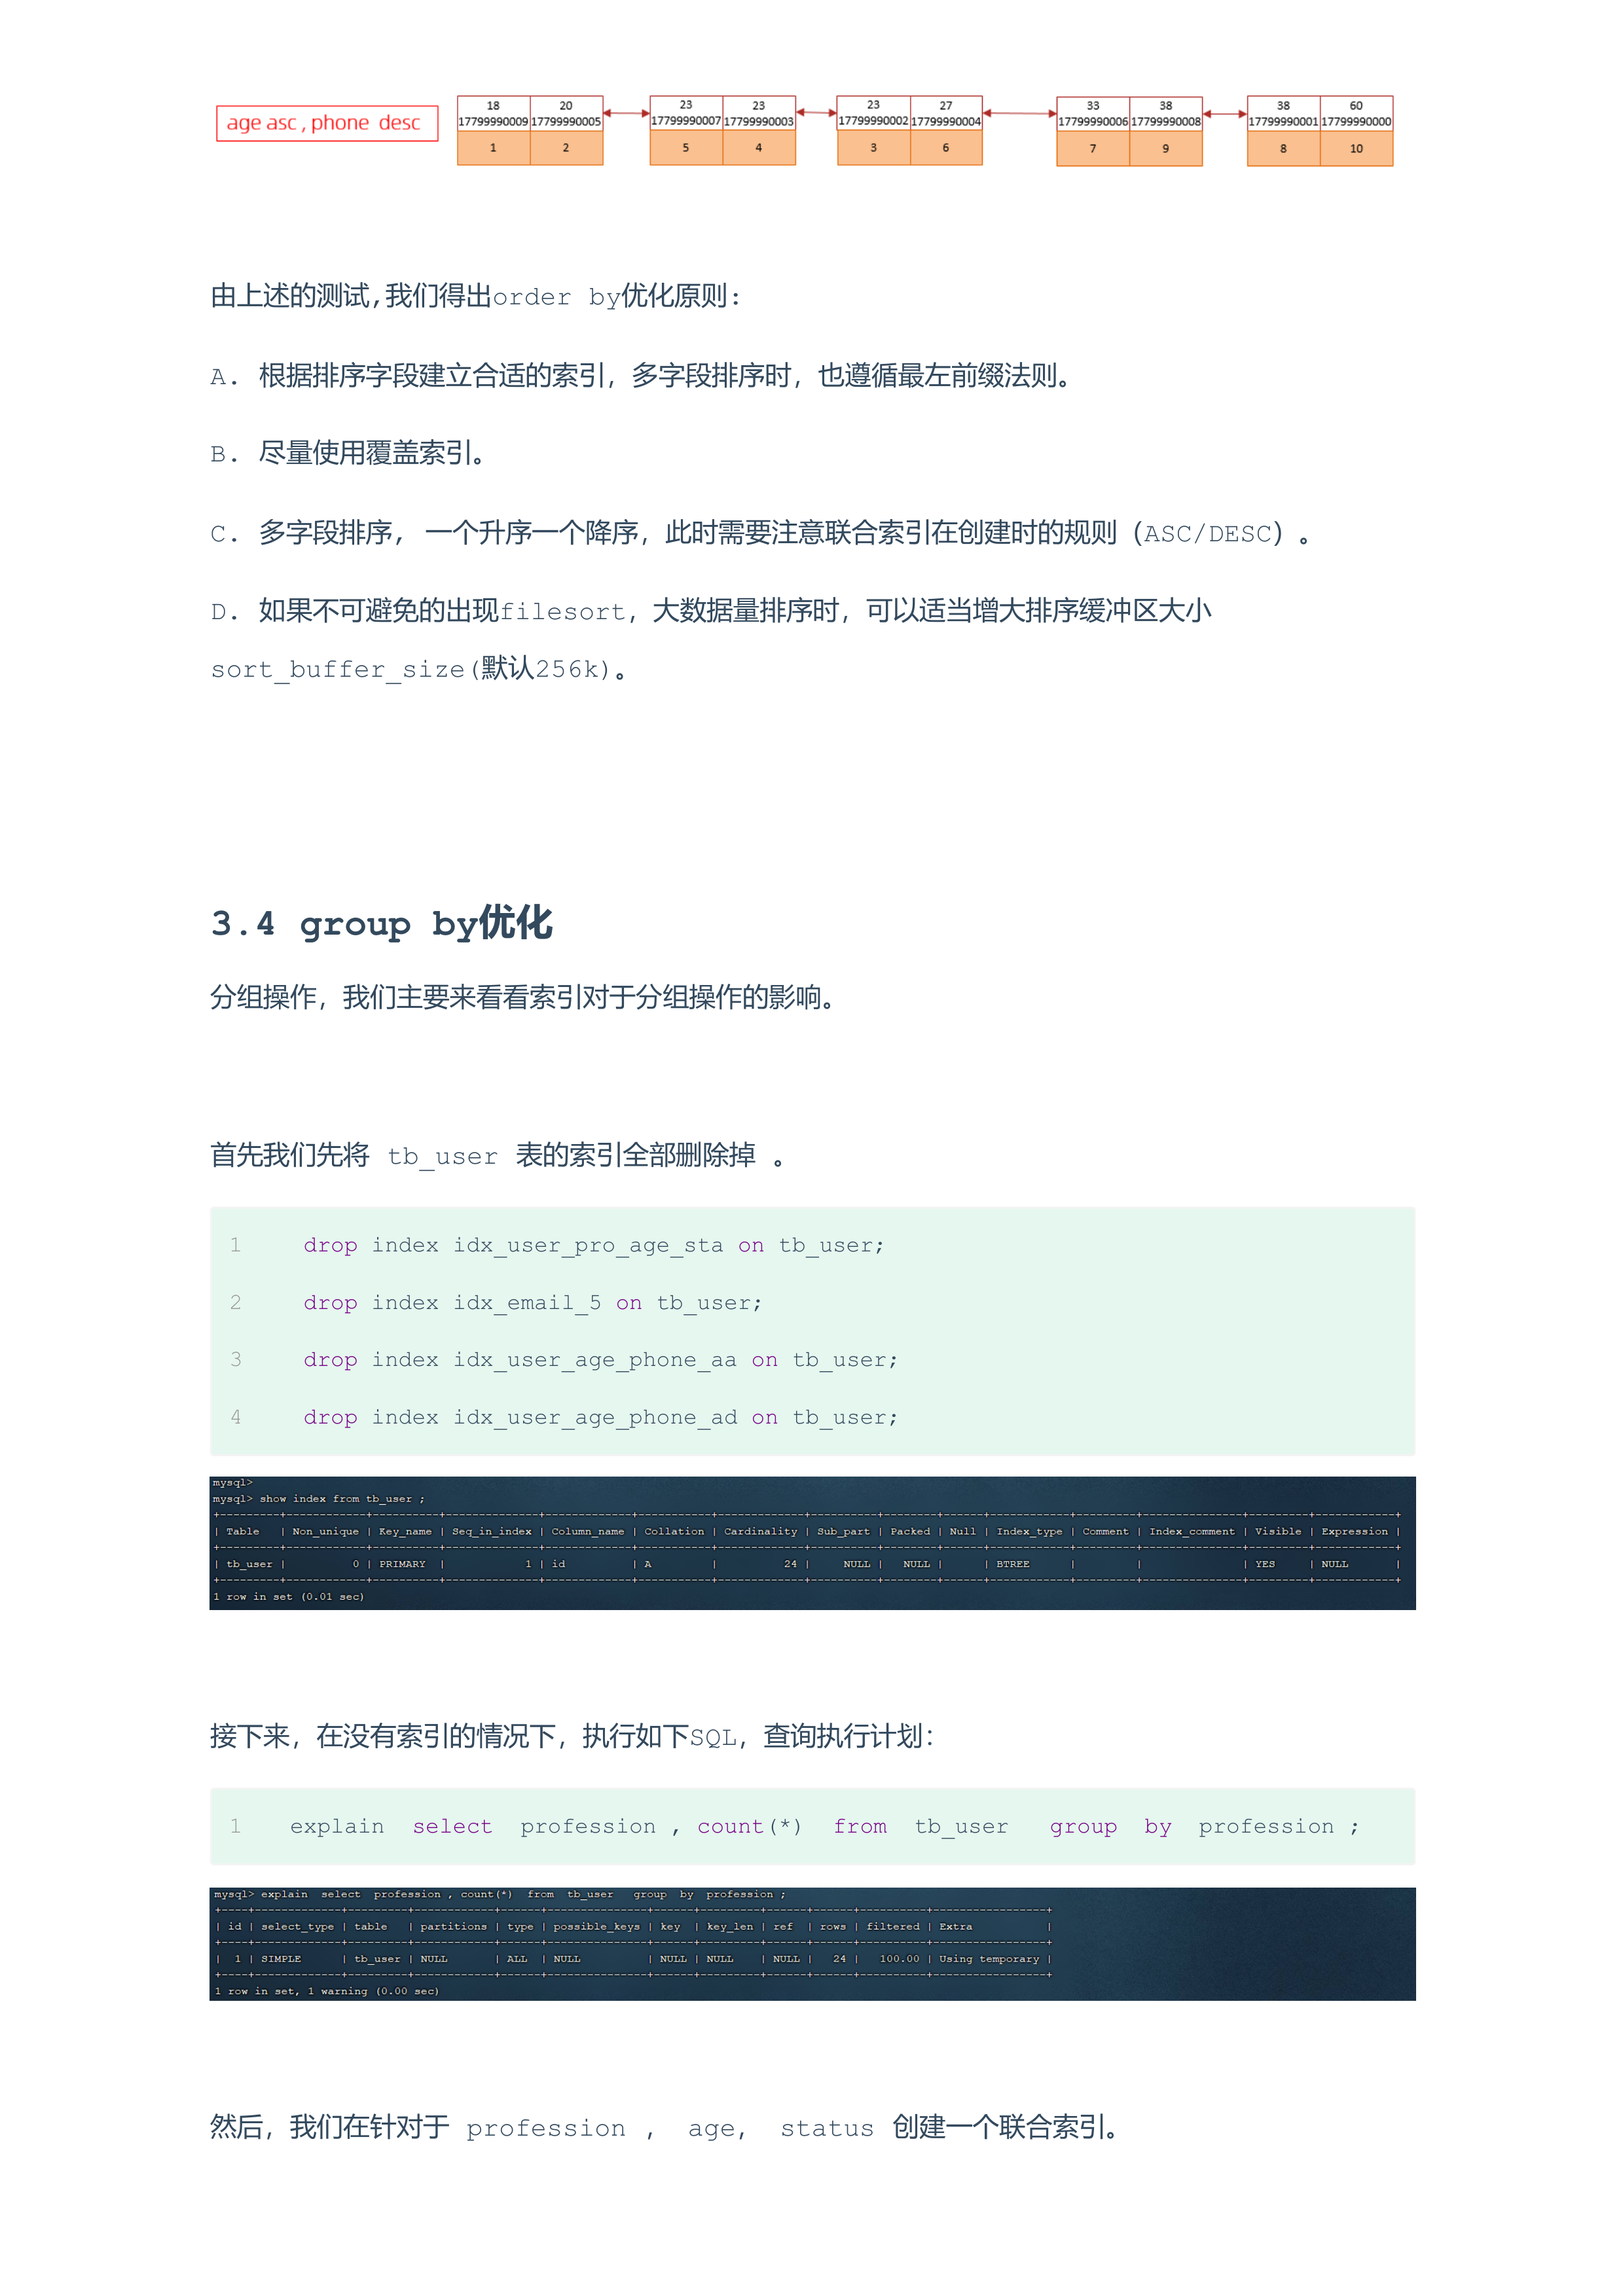 age asc , phone desc
18 20 23 23 23 27 33 38 38 60
17799990009 17799990005 17799990007 17799990003 17799990002 17799990004 17799990006 17799990008 17799990001 17799990000
1 2 5 4 3 6 7 9 8 10
由上述的测试,我们得出order by优化原则:
A. 根据排序字段建立合适的索引，多字段排序时，也遵循最左前缀法则。
B. 尽量使用覆盖索引。
C. 多字段排序, 一个升序一个降序，此时需要注意联合索引在创建时的规则（ASC/DESC）。
D. 如果不可避免的出现filesort，大数据量排序时，可以适当增大排序缓冲区大小
sort_buffer_size(默认256k)。
3.4 group by优化
分组操作，我们主要来看看索引对于分组操作的影响。
首先我们先将 tb_user 表的索引全部删除掉 。
1 drop index idx_user_pro_age_sta on tb_user;
2 drop index idx_email_5 on tb_user;
3 drop index idx_user_age_phone_aa on tb_user;
4 drop index idx_user_age_phone_ad on tb_user;
mysql>
mysql> show index from tb_user ;
+---------+------------+----------+--------------+-------------+-----------+-------------+----------+--------+------+------------+---------+---------------+---------+------------+
| Table | Non_unique | Key_name | Seq_in_index | Column_name | Collation | Cardinality | Sub_part | Packed | Null | Index_type | Comment | Index_comment | Visible | Expression |
+---------+------------+----------+--------------+-------------+-----------+-------------+----------+--------+------+------------+---------+---------------+---------+------------+
| tb_user | 0 | PRIMARY | 1 | id | A | 24 | NULL | NULL | | BTREE | | | YES | NULL |
+---------+------------+----------+--------------+-------------+-----------+-------------+----------+--------+------+------------+---------+---------------+---------+------------+
1 row in set (0.01 sec)
接下来，在没有索引的情况下，执行如下SQL，查询执行计划：
1 explain select profession , count(*) from tb_user group by profession ;
mysql> explain select profession , count(*) from tb_user group by profession ;
+----+-------------+---------+------------+------+---------------+------+---------+------+------+----------+-----------------+
| id | select_type | table | partitions | type | possible_keys | key | key_len | ref | rows | filtered | Extra |
+----+-------------+---------+------------+------+---------------+------+---------+------+------+----------+-----------------+
| 1 | SIMPLE | tb_user | NULL | ALL | NULL | NULL | NULL | NULL | 24 | 100.00 | Using temporary |
+----+-------------+---------+------------+------+---------------+------+---------+------+------+----------+-----------------+
1 row in set, 1 warning (0.00 sec)
然后，我们在针对于 profession ， age， status 创建一个联合索引。